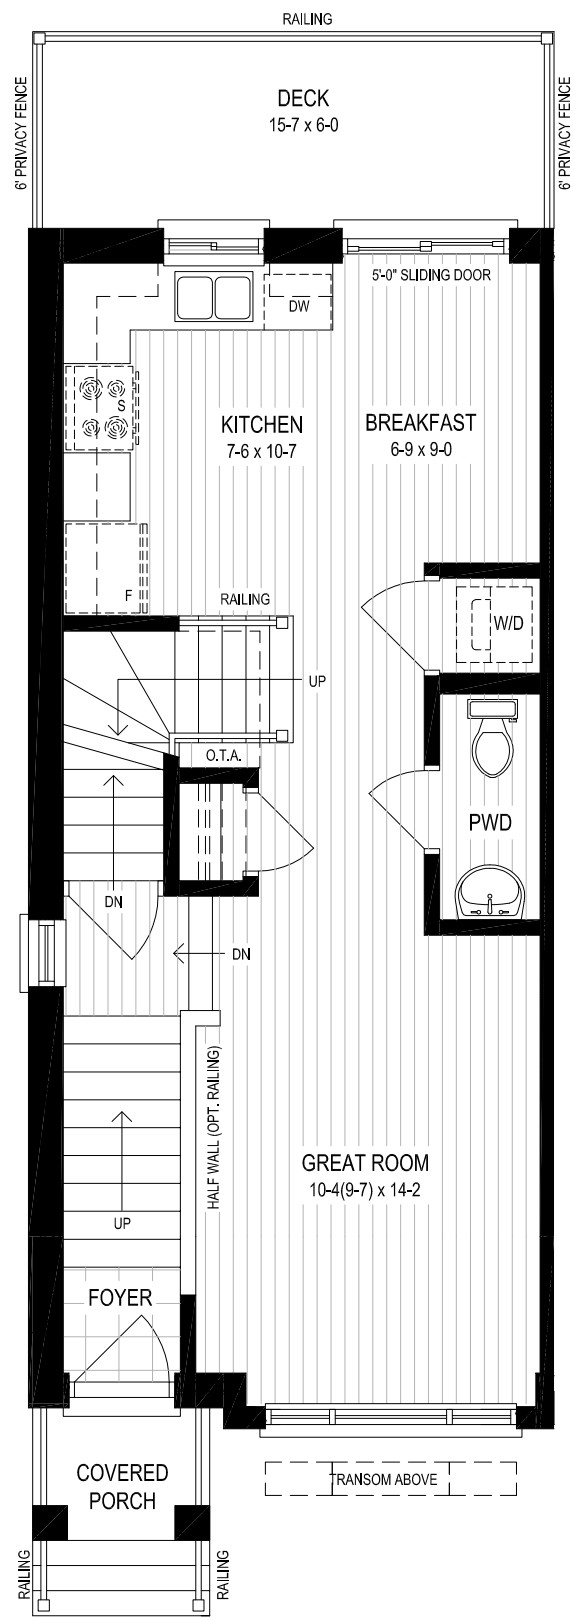 RAILING
6' PRIVACY FENCE
DECK
15-7 x 6-0
6' PRIVACY FENCE
5'-0" SLIDING DOOR
DW
S
KITCHEN
7-6 x 10-7
BREAKFAST
6-9 x 9-0
F
RAILING
W/D
UP
O.T.A.
PWD
DN
DN
HALF WALL (OPT. RAILING)
GREAT ROOM
10-4(9-7) x 14-2
UP
FOYER
COVERED
PORCH
TRANSOM ABOVE
RAILING
RAILING